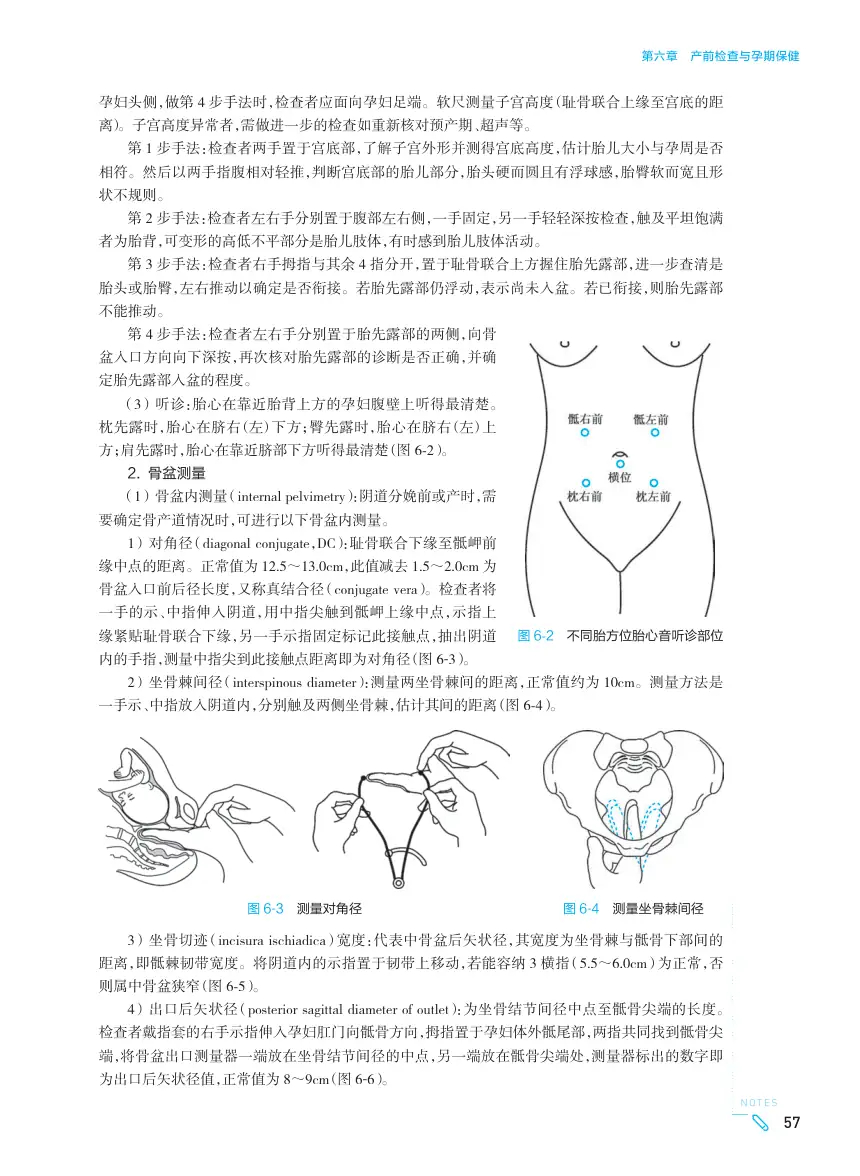 第六章 产前检查与孕期保健
孕妇头侧,做第 4 步手法时,检查者应面向孕妇足端。软尺测量子宫高度(耻骨联合上缘至宫底的距
离)。子宫高度异常者,需做进一步的检查如重新核对预产期、超声等。
第 1 步手法:检查者两手置于宫底部,了解子宫外形并测得宫底高度,估计胎儿大小与孕周是否
相符。然后以两手指腹相对轻推,判断宫底部的胎儿部分,胎头硬而圆且有浮球感,胎臀软而宽且形
状不规则。
第 2 步手法:检查者左右手分别置于腹部左右侧,一手固定,另一手轻轻深按检查,触及平坦饱满
者为胎背,可变形的高低不平部分是胎儿肢体,有时感到胎儿肢体活动。
第 3 步手法:检查者右手拇指与其余 4 指分开,置于耻骨联合上方握住胎先露部,进一步查清是
胎头或胎臀,左右推动以确定是否衔接。若胎先露部仍浮动,表示尚未入盆。若已衔接,则胎先露部
不能推动。
第 4 步手法:检查者左右手分别置于胎先露部的两侧,向骨
盆入口方向向下深按,再次核对胎先露部的诊断是否正确,并确
定胎先露部入盆的程度。
(3)听诊:胎心在靠近胎背上方的孕妇腹壁上听得最清楚。
枕先露时,胎心在脐右(左)下方;臀先露时,胎心在脐右(左)上
方;肩先露时,胎心在靠近脐部下方听得最清楚(图 6-2)。
2. 骨盆测量
(1)骨盆内测量(internal pelvimetry):阴道分娩前或产时,需
要确定骨产道情况时,可进行以下骨盆内测量。
1)对角径(diagonal conjugate,DC):耻骨联合下缘至骶岬前
缘中点的距离。正常值为 12.5~13.0cm,此值减去 1.5~2.0cm 为
骨盆入口前后径长度,又称真结合径(conjugate vera)。检查者将
一手的示、中指伸入阴道,用中指尖触到骶岬上缘中点,示指上
缘紧贴耻骨联合下缘,另一手示指固定标记此接触点,抽出阴道
内的手指,测量中指尖到此接触点距离即为对角径(图 6-3)。
骶右前 骶左前
横位
枕右前 枕左前
图 6-2 不同胎方位胎心音听诊部位
2)坐骨棘间径(interspinous diameter):测量两坐骨棘间的距离,正常值约为 10cm。测量方法是
一手示、中指放入阴道内,分别触及两侧坐骨棘,估计其间的距离(图 6-4)。
图 6-3 测量对角径
图 6-4 测量坐骨棘间径
3)坐骨切迹(incisura ischiadica)宽度:代表中骨盆后矢状径,其宽度为坐骨棘与骶骨下部间的
距离,即骶棘韧带宽度。将阴道内的示指置于韧带上移动,若能容纳 3 横指(5.5~6.0cm)为正常,否
则属中骨盆狭窄(图 6-5)。
4)出口后矢状径(posterior sagittal diameter of outlet):为坐骨结节间径中点至骶骨尖端的长度。
检查者戴指套的右手示指伸入孕妇肛门向骶骨方向,拇指置于孕妇体外骶尾部,两指共同找到骶骨尖
端,将骨盆出口测量器一端放在坐骨结节间径的中点,另一端放在骶骨尖端处,测量器标出的数字即
为出口后矢状径值,正常值为 8~9cm(图 6-6)。
NOTES
57